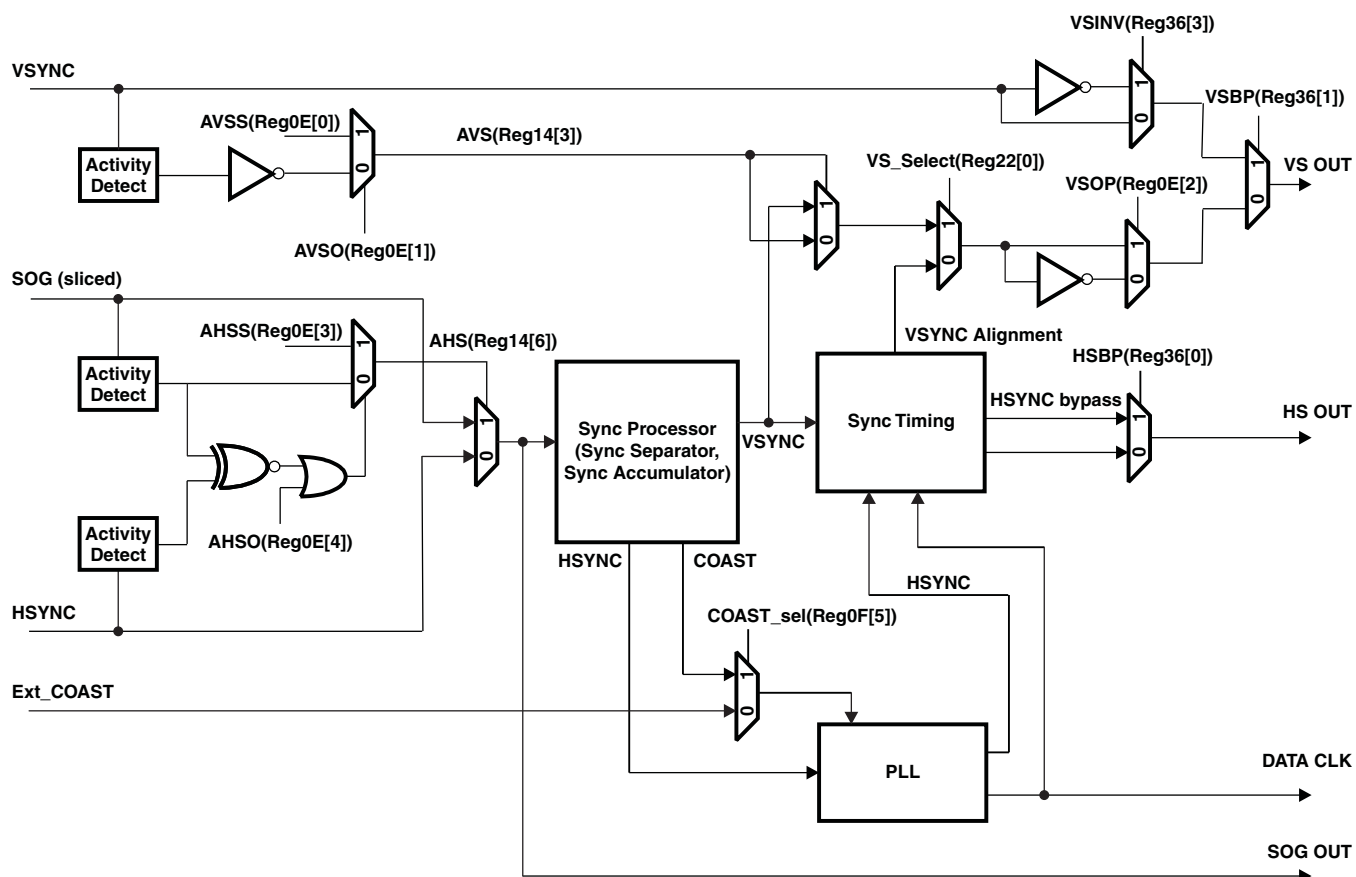 VSINV(Reg36[3])
VSYNC
1
0
VSBP(Reg36[1])
AVSS(Reg0E[0])
1
0
AVS(Reg14[3])
Activity
Detect
VS_Select(Reg22[0])
1
0
VS OUT
VSOP(Reg0E[2])
1
0
1
0
1
0
AVSO(Reg0E[1])
SOG (sliced)
AHSS(Reg0E[3])
1
0
AHS(Reg14[6])
VSYNC Alignment
HSBP(Reg36[0])
Activity
Detect
HSYNC bypass
1
0
HS OUT
1
0
Sync Processor
(Sync Separator,
Sync Accumulator)
VSYNC
Sync Timing
Activity
Detect
AHSO(Reg0E[4])
HSYNC
COAST
HSYNC
HSYNC
COAST_sel(Reg0F[5])
1
0
Ext_COAST
PLL
DATA CLK
SOG OUT